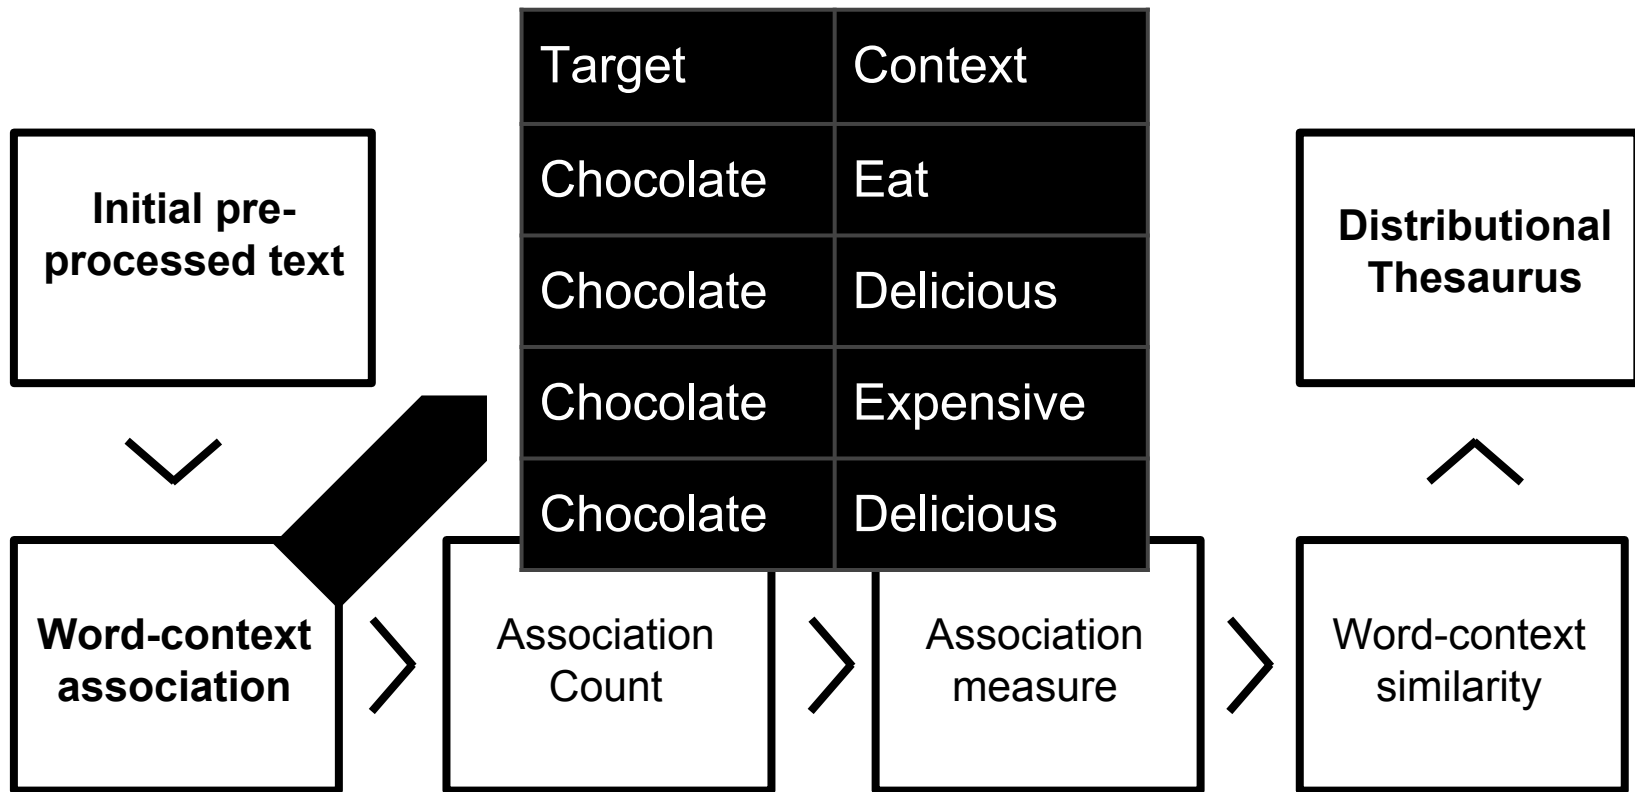 Target Context
Chocolate Eat
Chocolate Delicious
Chocolate Expensive
Chocolate Delicious
Initial pre-
processed text
Word-context
association
Association
Count
Association
measure
Word-context
similarity
Distributional
Thesaurus